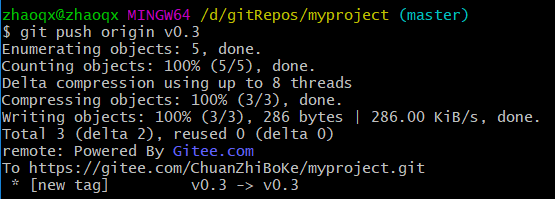 zhaoqx@zhaoqx MINGW64 /d/gitRepos/myproject (master)
$ git push origin v0.3
Enumerating objects: 5, done.
Counting objects: 100% (5/5), done.
Delta compression using up to 8 threads
Compressing objects: 100% (3/3), done.
Writing objects: 100% (3/3), 286 bytes | 286.00 KiB/s, done.
Total 3 (delta 2), reused 0 (delta 0)
remote: Powered By Gitee.com
To https://gitee.com/ChuanZhiBoKe/myproject.git
 * [new tag]         v0.3 -> v0.3